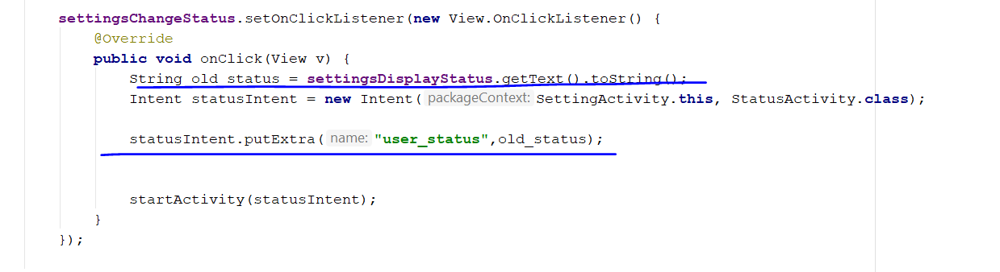 settingsChangeStatus.setOnClickListener(new View.OnClickListener() {
@Override
public void onClick(View v) {
String old_status = settingsDisplayStatus.getText().toString();
Intent statusIntent = new Intent( packageContext: SettingActivity.this, StatusActivity.class);
statusIntent.putExtra( name: "user_status",old_status);
startActivity(statusIntent);
}
});